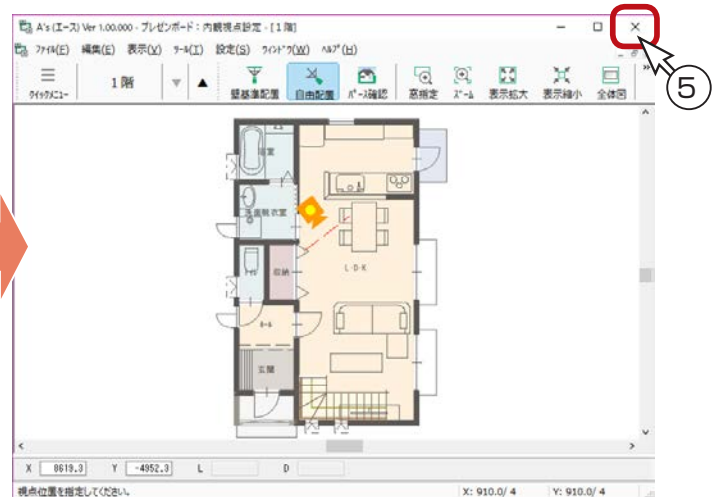 A's (エース) Ver 1.00.000 - プレゼンボード : 内観視点設定 - [1 階]
ファイル(F) 編集(E) 表示(V) ツール(T) 設定(S) ウィンドウ(W) ヘルプ(H)
クイックメニュー 1 階 ▼ ▲ 壁基準配置 自由配置 パース確認 窓指定 ズーム 表示拡大 表示縮小 全体図 »
⑤
浴室
洗面脱衣室
トイレ 収納 L・D・K
ホール
玄関
X 8619.3 Y -4952.3 L D
視点位置を指定してください。 X: 910.0/ 4 Y: 910.0/ 4